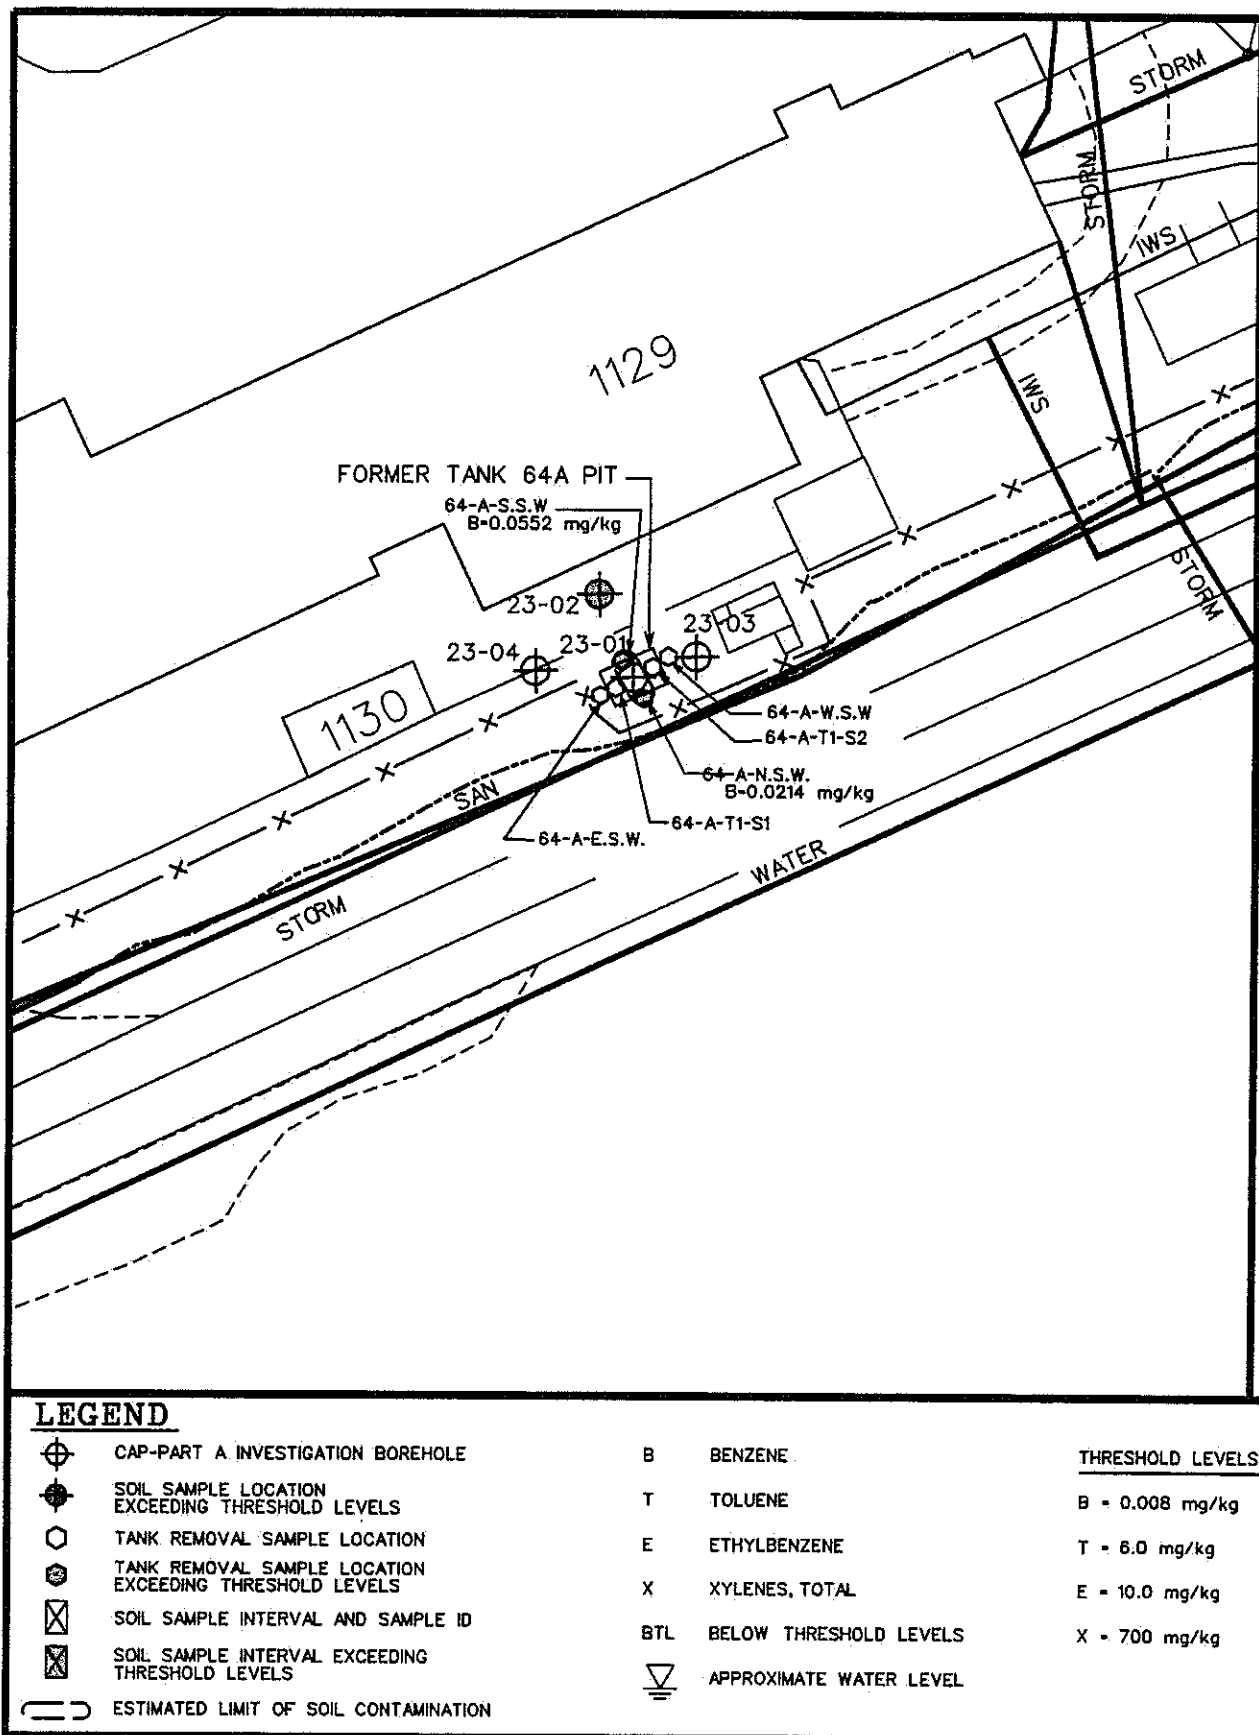 STORM
STORM
IWS
1129
IWS
FORMER TANK 64A PIT
64-A-S.S.W
B=0.0552 mg/kg
STORM
23-02
23-03
23-01
23-04
1130
64-A-W.S.W
64-A-T1-S2
64-A-N.S.W.
B=0.0214 mg/kg
SAN
64-A-T1-S1
64-A-E.S.W.
WATER
STORM
LEGEND
CAP-PART A INVESTIGATION BOREHOLE
SOIL SAMPLE LOCATION
EXCEEDING THRESHOLD LEVELS
TANK REMOVAL SAMPLE LOCATION
TANK REMOVAL SAMPLE LOCATION
EXCEEDING THRESHOLD LEVELS
SOIL SAMPLE INTERVAL AND SAMPLE ID
SOIL SAMPLE INTERVAL EXCEEDING
THRESHOLD LEVELS
ESTIMATED LIMIT OF SOIL CONTAMINATION
B BENZENE
T TOLUENE
E ETHYLBENZENE
X XYLENES, TOTAL
BTL BELOW THRESHOLD LEVELS
APPROXIMATE WATER LEVEL
THRESHOLD LEVELS
B = 0.008 mg/kg
T = 6.0 mg/kg
E = 10.0 mg/kg
X = 700 mg/kg